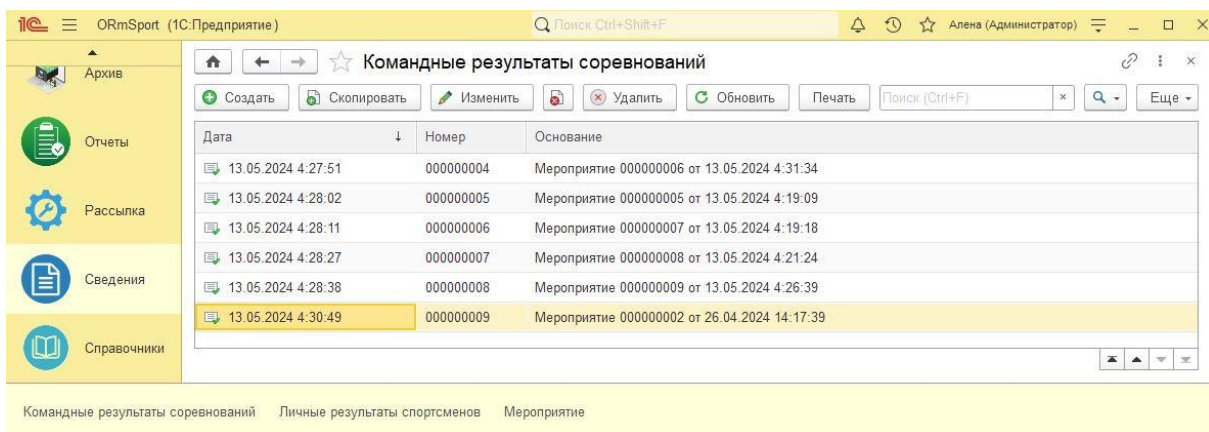 1С ORmSport (1С:Предприятие) Поиск Ctrl+Shift+F Алена (Администратор)
Архив
Отчеты
Рассылка
Сведения
Справочники
Командные результаты соревнований
Создать Скопировать Изменить Удалить Обновить Печать Поиск (Ctrl+F) Еще
Дата Номер Основание
13.05.2024 4:27:51 000000004 Мероприятие 000000006 от 13.05.2024 4:31:34
13.05.2024 4:28:02 000000005 Мероприятие 000000005 от 13.05.2024 4:19:09
13.05.2024 4:28:11 000000006 Мероприятие 000000007 от 13.05.2024 4:19:18
13.05.2024 4:28:27 000000007 Мероприятие 000000008 от 13.05.2024 4:21:24
13.05.2024 4:28:38 000000008 Мероприятие 000000009 от 13.05.2024 4:26:39
13.05.2024 4:30:49 000000009 Мероприятие 000000002 от 26.04.2024 14:17:39
Командные результаты соревнований Личные результаты спортсменов Мероприятие